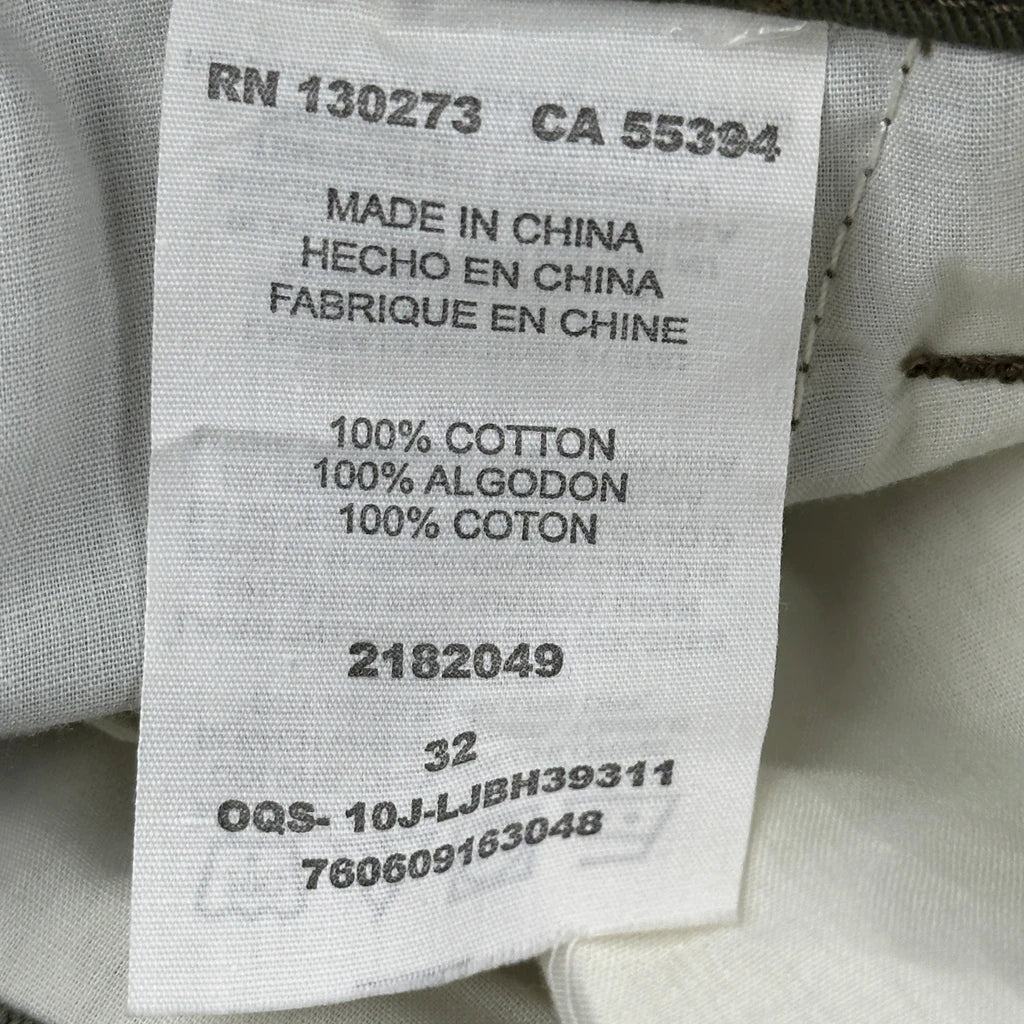 RN 130273 CA 55394
MADE IN CHINA
HECHO EN CHINA
FABRIQUE EN CHINE
100% COTTON
100% ALGODON
100% COTON
2182049
32
OQS- 10J-LJBH39311
760609163048